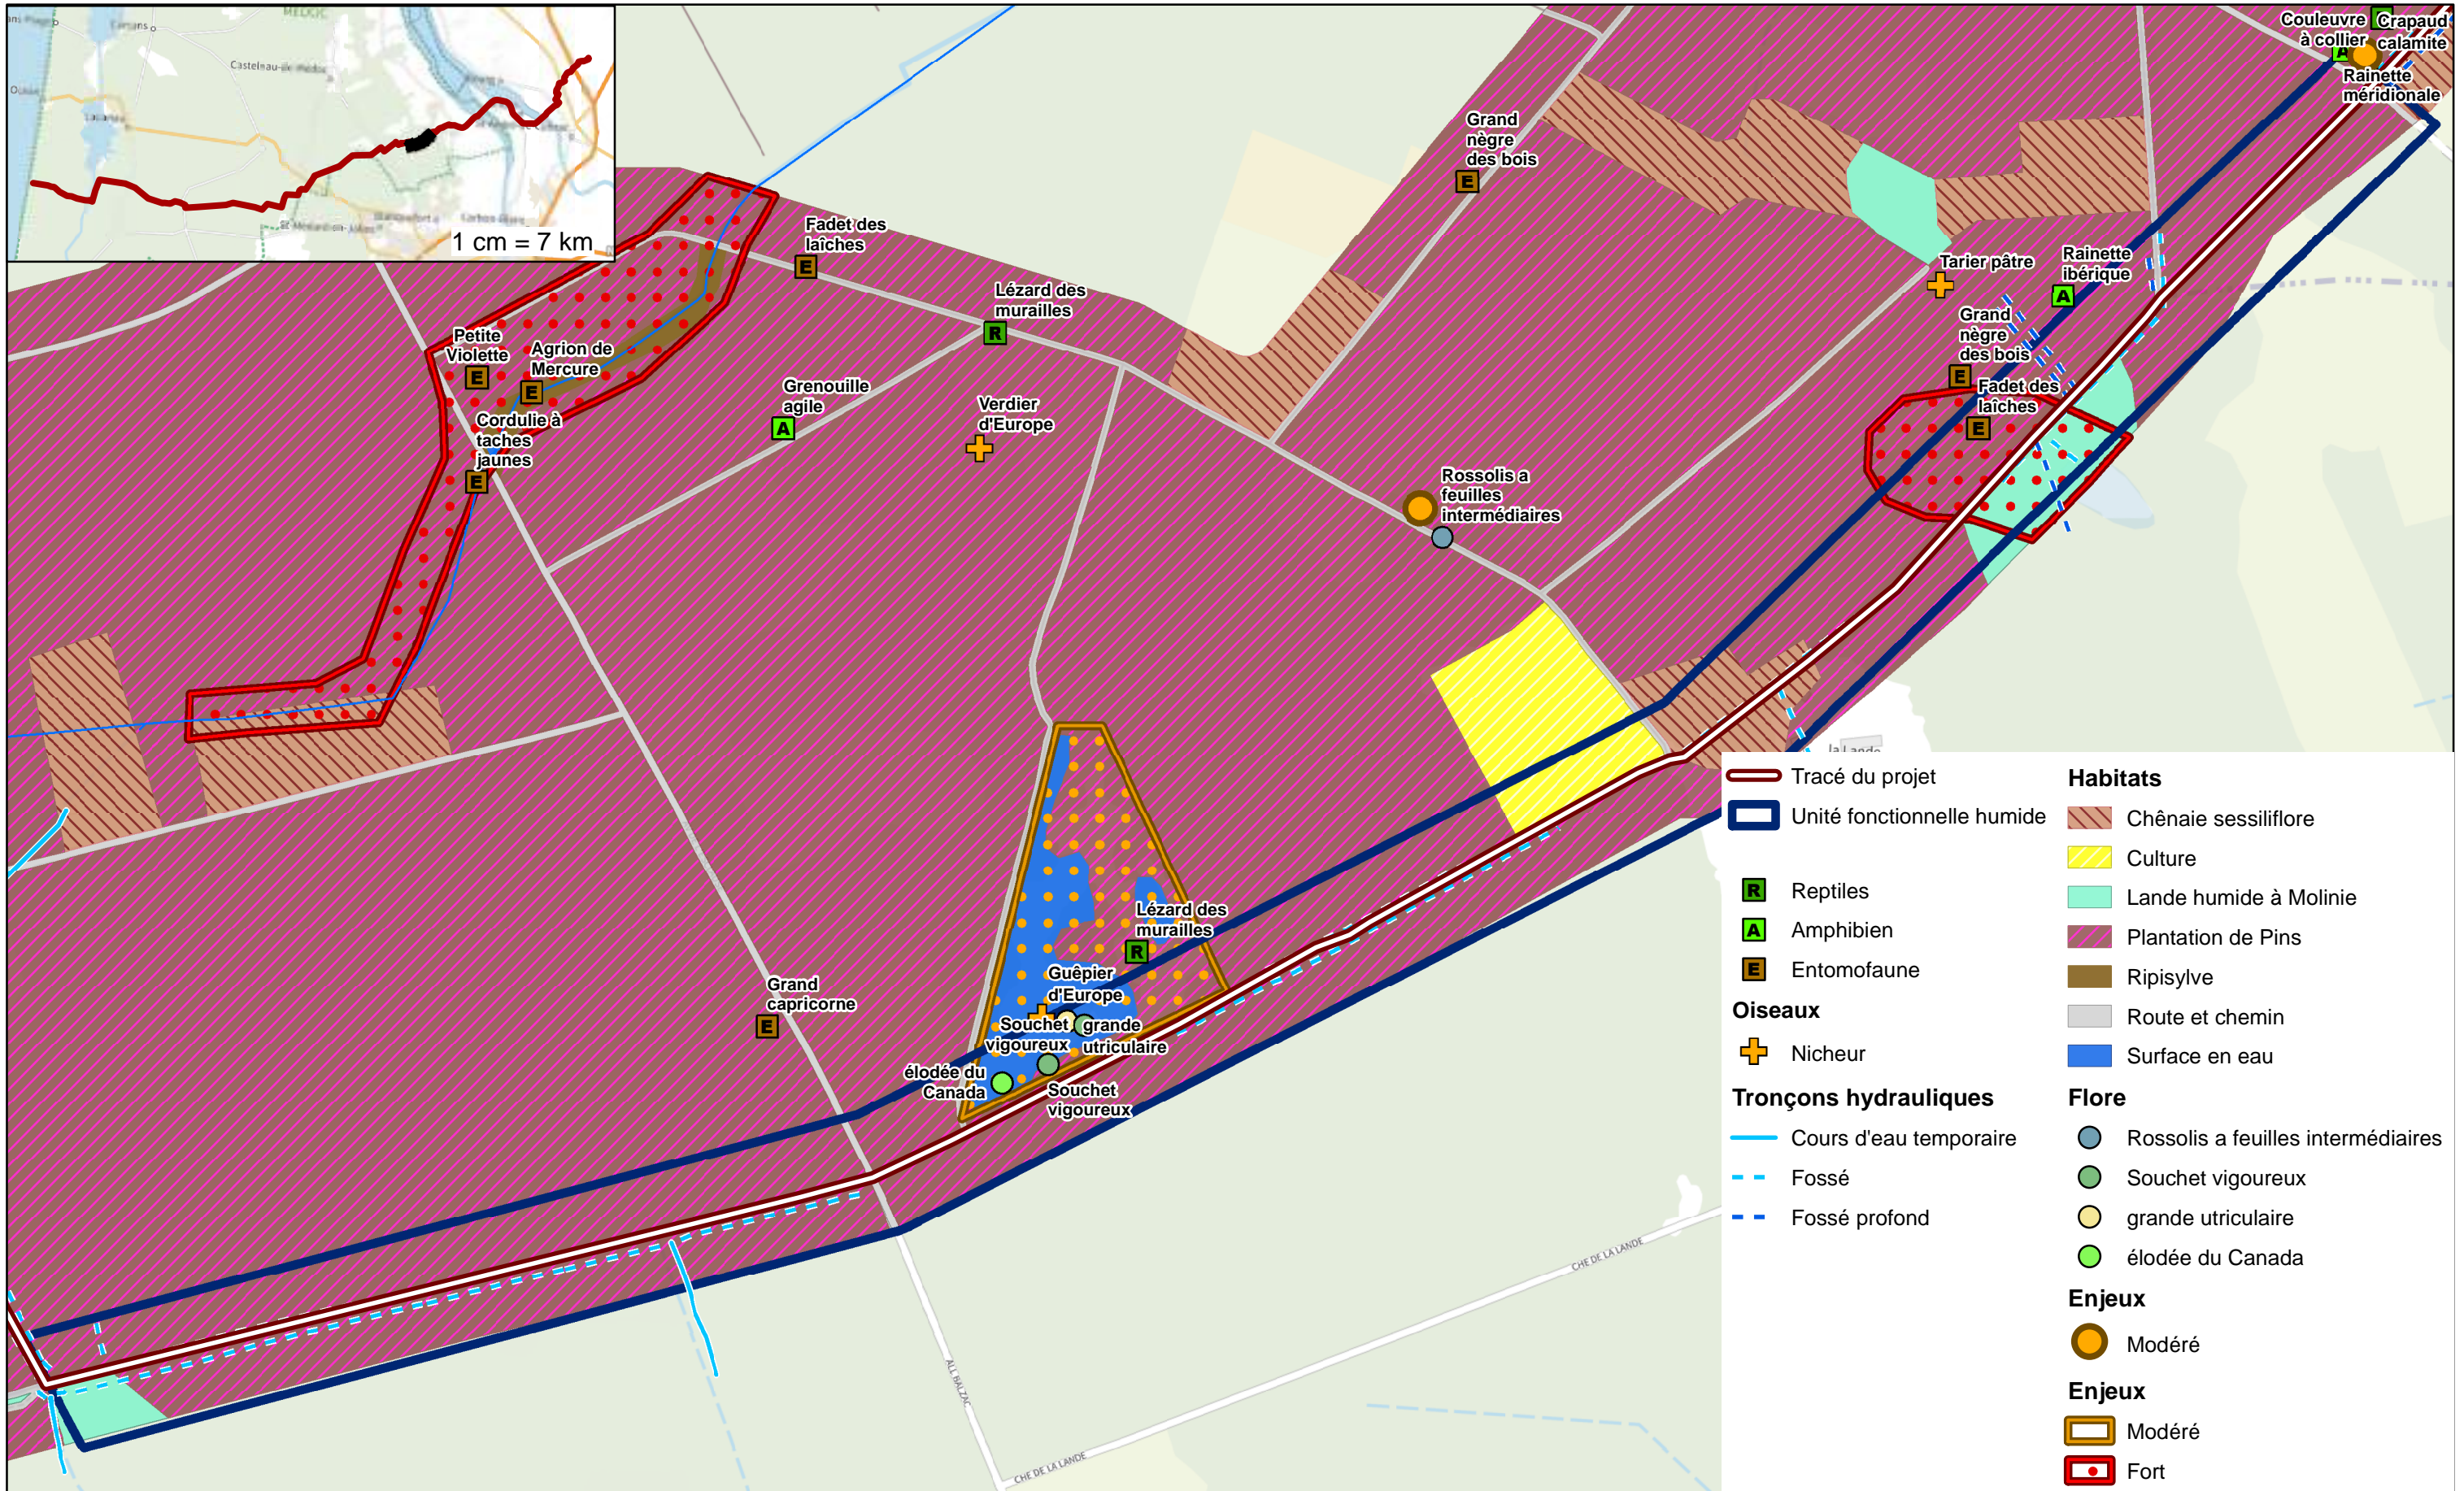 MEDOC
Castelnau-de-Médoc
1 cm = 7 km
Couleuvre
à collier
Crapaud
calamite
A
Rainette
méridionale
Grand
nègre
des bois
E
Fadet des
laîches
E
Lézard des
murailles
R
Tarier pâtre
Rainette
ibérique
A
Petite
Violette
E
Agrion de
Mercure
E
Grand
nègre
des bois
E
Grenouille
agile
A
Verdier
d'Europe
Fadet des
laîches
E
Cordulie à
taches
jaunes
E
Rossolis a
feuilles
intermédiaires
la Lande
Lézard des
murailles
R
Guêpier
d'Europe
Grand
capricorne
E
Souchet
vigoureux
grande
utriculaire
élodée du
Canada
Souchet
vigoureux
CHE DE LA LANDE
ALL BALZAC
CHE DE LA LANDE
Tracé du projet
Unité fonctionnelle humide
R Reptiles
A Amphibien
E Entomofaune
Oiseaux
Nicheur
Tronçons hydrauliques
Cours d'eau temporaire
Fossé
Fossé profond
Habitats
Chênaie sessiliflore
Culture
Lande humide à Molinie
Plantation de Pins
Ripisylve
Route et chemin
Surface en eau
Flore
Rossolis a feuilles intermédiaires
Souchet vigoureux
grande utriculaire
élodée du Canada
Enjeux
Modéré
Enjeux
Modéré
Fort